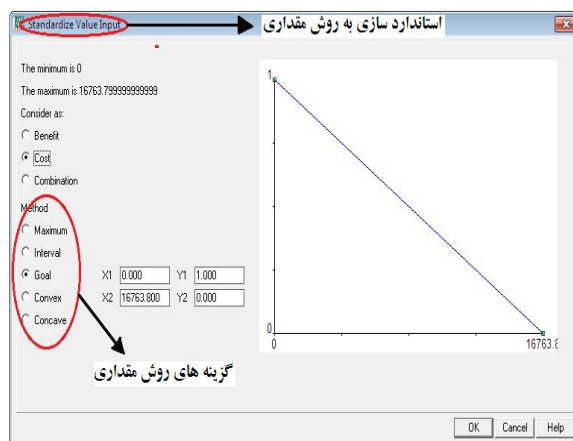 Standardize Value Input
استاندارد سازی به روش مقداری
The minimum is 0
The maximum is 16763.799999999999
Consider as:
Benefit
Cost
Combination
Method
Maximum
Interval
Goal
Convex
Concave
X1 0.000 Y1 1.000
X2 16763.800 Y2 0.000
گزینه های روش مقداری
1
0
0
16763.8
OK Cancel Help